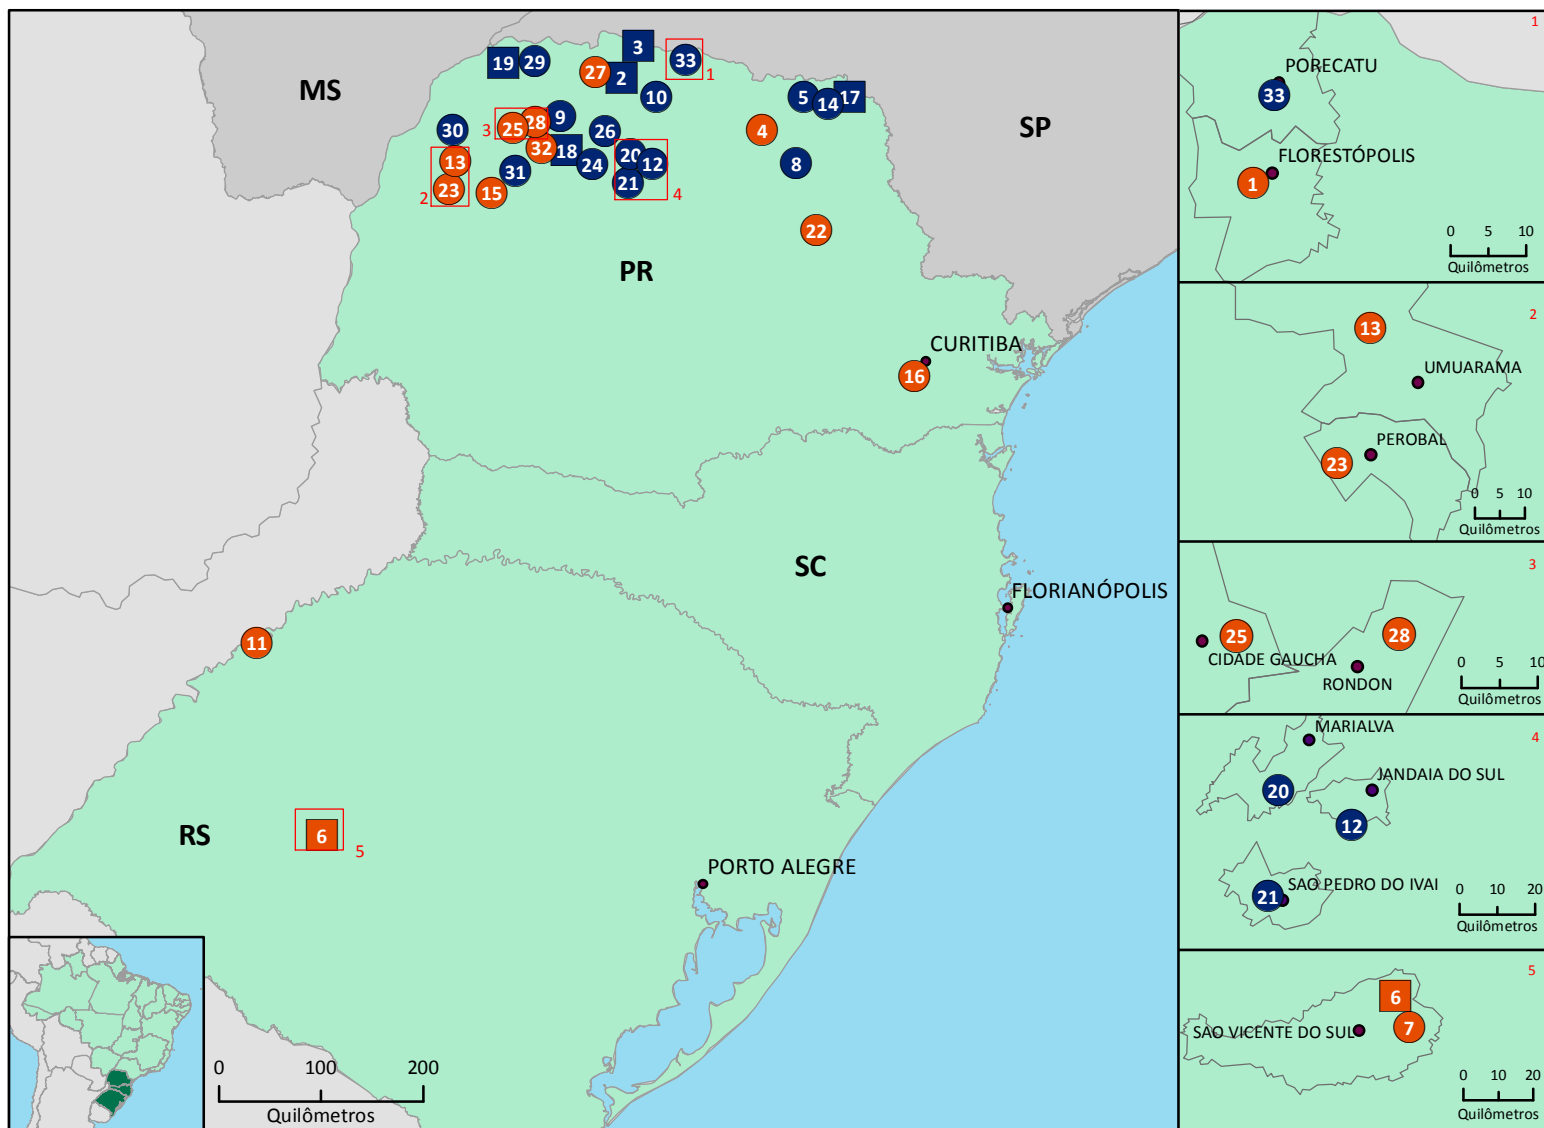 MS
SP
PR
SC
RS
CURITIBA
FLORIANÓPOLIS
PORTO ALEGRE
19
29
27
2
3
33
1
10
5
14
17
30
3
25
28
9
26
4
32
18
24
20
12
8
13
31
21
2
23
15
4
22
16
11
6
5
0 100 200
Quilômetros
1
PORECATU
33
FLORESTÓPOLIS
1
0 5 10
Quilômetros
2
13
UMUARAMA
PEROBAL
23
0 5 10
Quilômetros
3
25
28
CIDADE GAUCHA
RONDON
0 5 10
Quilômetros
4
MARIALVA
JANDAIA DO SUL
20
12
SAO PEDRO DO IVAI
21
0 10 20
Quilômetros
5
6
7
SAO VICENTE DO SUL
0 10 20
Quilômetros